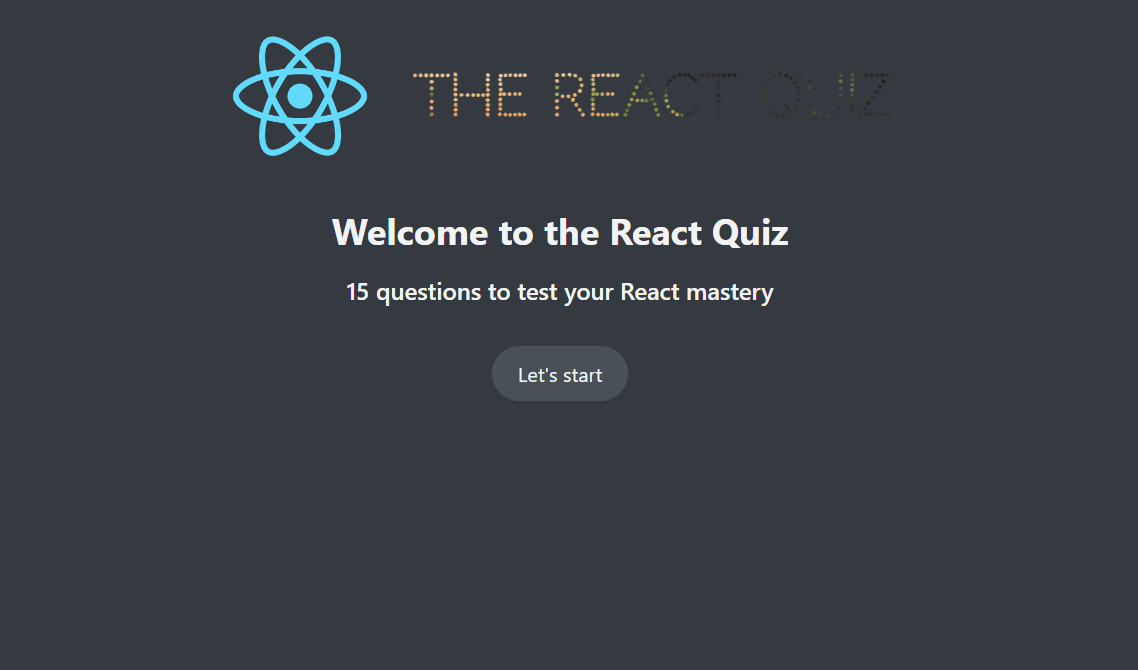 THE REACT QUIZ
Welcome to the React Quiz
15 questions to test your React mastery
Let's start